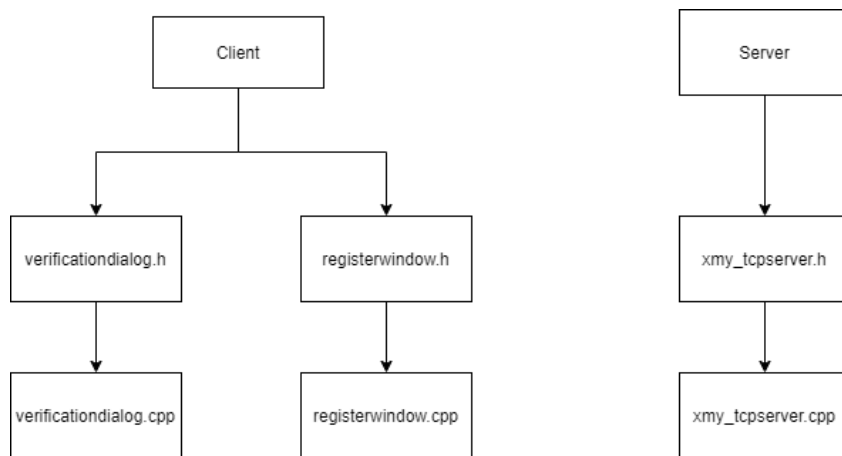 Client
Server
verificationdialog.h
registerwindow.h
xmy_tcpserver.h
verificationdialog.cpp
registerwindow.cpp
xmy_tcpserver.cpp